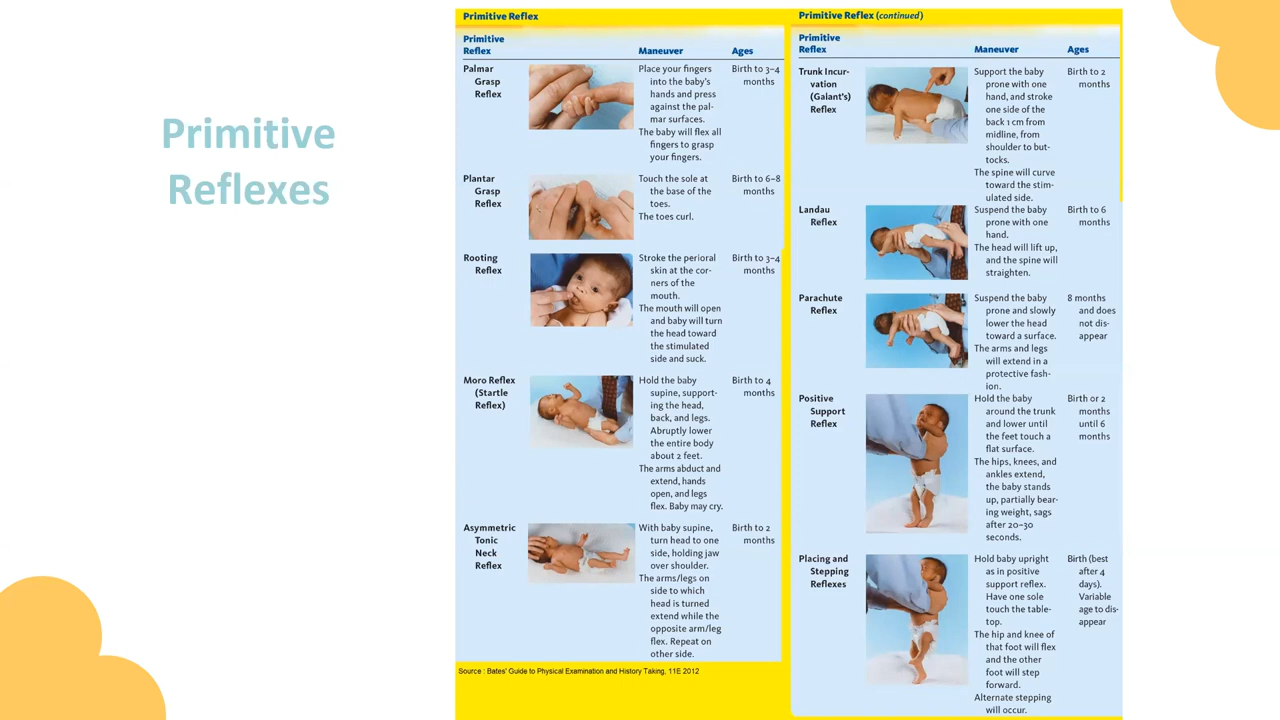 Primitive
Reflexes
Primitive Reflex
Primitive
Reflex
Maneuver
Ages
Palmar
Grasp
Reflex
Place your fingers
into the baby's
hands and press
against the pal-
mar surfaces.
The baby will flex all
fingers to grasp
your fingers.
Birth to 3–4
months
Plantar
Grasp
Reflex
Touch the sole at
the base of the
toes.
The toes curl.
Birth to 6–8
months
Rooting
Reflex
Stroke the perioral
skin at the cor-
ners of the
mouth.
The mouth will open
and baby will turn
the head toward
the stimulated
side and suck.
Birth to 3–4
months
Moro Reflex
(Startle
Reflex)
Hold the baby
supine, support-
ing the head,
back, and legs.
Abruptly lower
the entire body
about 2 feet.
The arms abduct and
extend, hands
open, and legs
flex. Baby may cry.
Birth to 4
months
Asymmetric
Tonic
Neck
Reflex
With baby supine,
turn head to one
side, holding jaw
over shoulder.
The arms/legs on
side to which
head is turned
extend while the
opposite arm/leg
flex. Repeat on
other side.
Birth to 2
months
Source : Bates' Guide to Physical Examination and History Taking, 11E 2012
Primitive Reflex (continued)
Primitive
Reflex
Maneuver
Ages
Trunk Incur-
vation
(Galant's)
Reflex
Support the baby
prone with one
hand, and stroke
one side of the
back 1 cm from
midline, from
shoulder to but-
tocks.
The spine will curve
toward the stim-
ulated side.
Birth to 2
months
Landau
Reflex
Suspend the baby
prone with one
hand.
The head will lift up,
and the spine will
straighten.
Birth to 6
months
Parachute
Reflex
Suspend the baby
prone and slowly
lower the head
toward a surface.
The arms and legs
will extend in a
protective fash-
ion.
8 months
and does
not dis-
appear
Positive
Support
Reflex
Hold the baby
around the trunk
and lower until
the feet touch a
flat surface.
The hips, knees, and
ankles extend,
the baby stands
up, partially bear-
ing weight, sags
after 20–30
seconds.
Birth or 2
months
until 6
months
Placing and
Stepping
Reflexes
Hold baby upright
as in positive
support reflex.
Have one sole
touch the table-
top.
The hip and knee of
that foot will flex
and the other
foot will step
forward.
Alternate stepping
will occur.
Birth (best
after 4
days).
Variable
age to dis-
appear